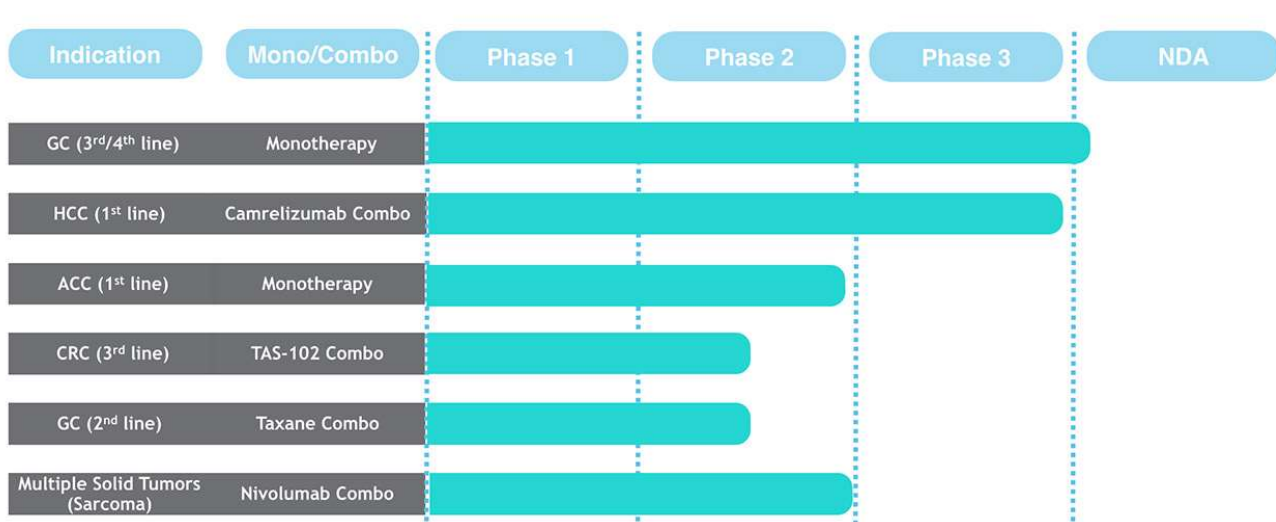 Indication Mono/Combo Phase 1 Phase 2 Phase 3 NDA
GC (3rd/4th line) Monotherapy
HCC (1st line) Camrelizumab Combo
ACC (1st line) Monotherapy
CRC (3rd line) TAS-102 Combo
GC (2nd line) Taxane Combo
Multiple Solid Tumors
(Sarcoma) Nivolumab Combo